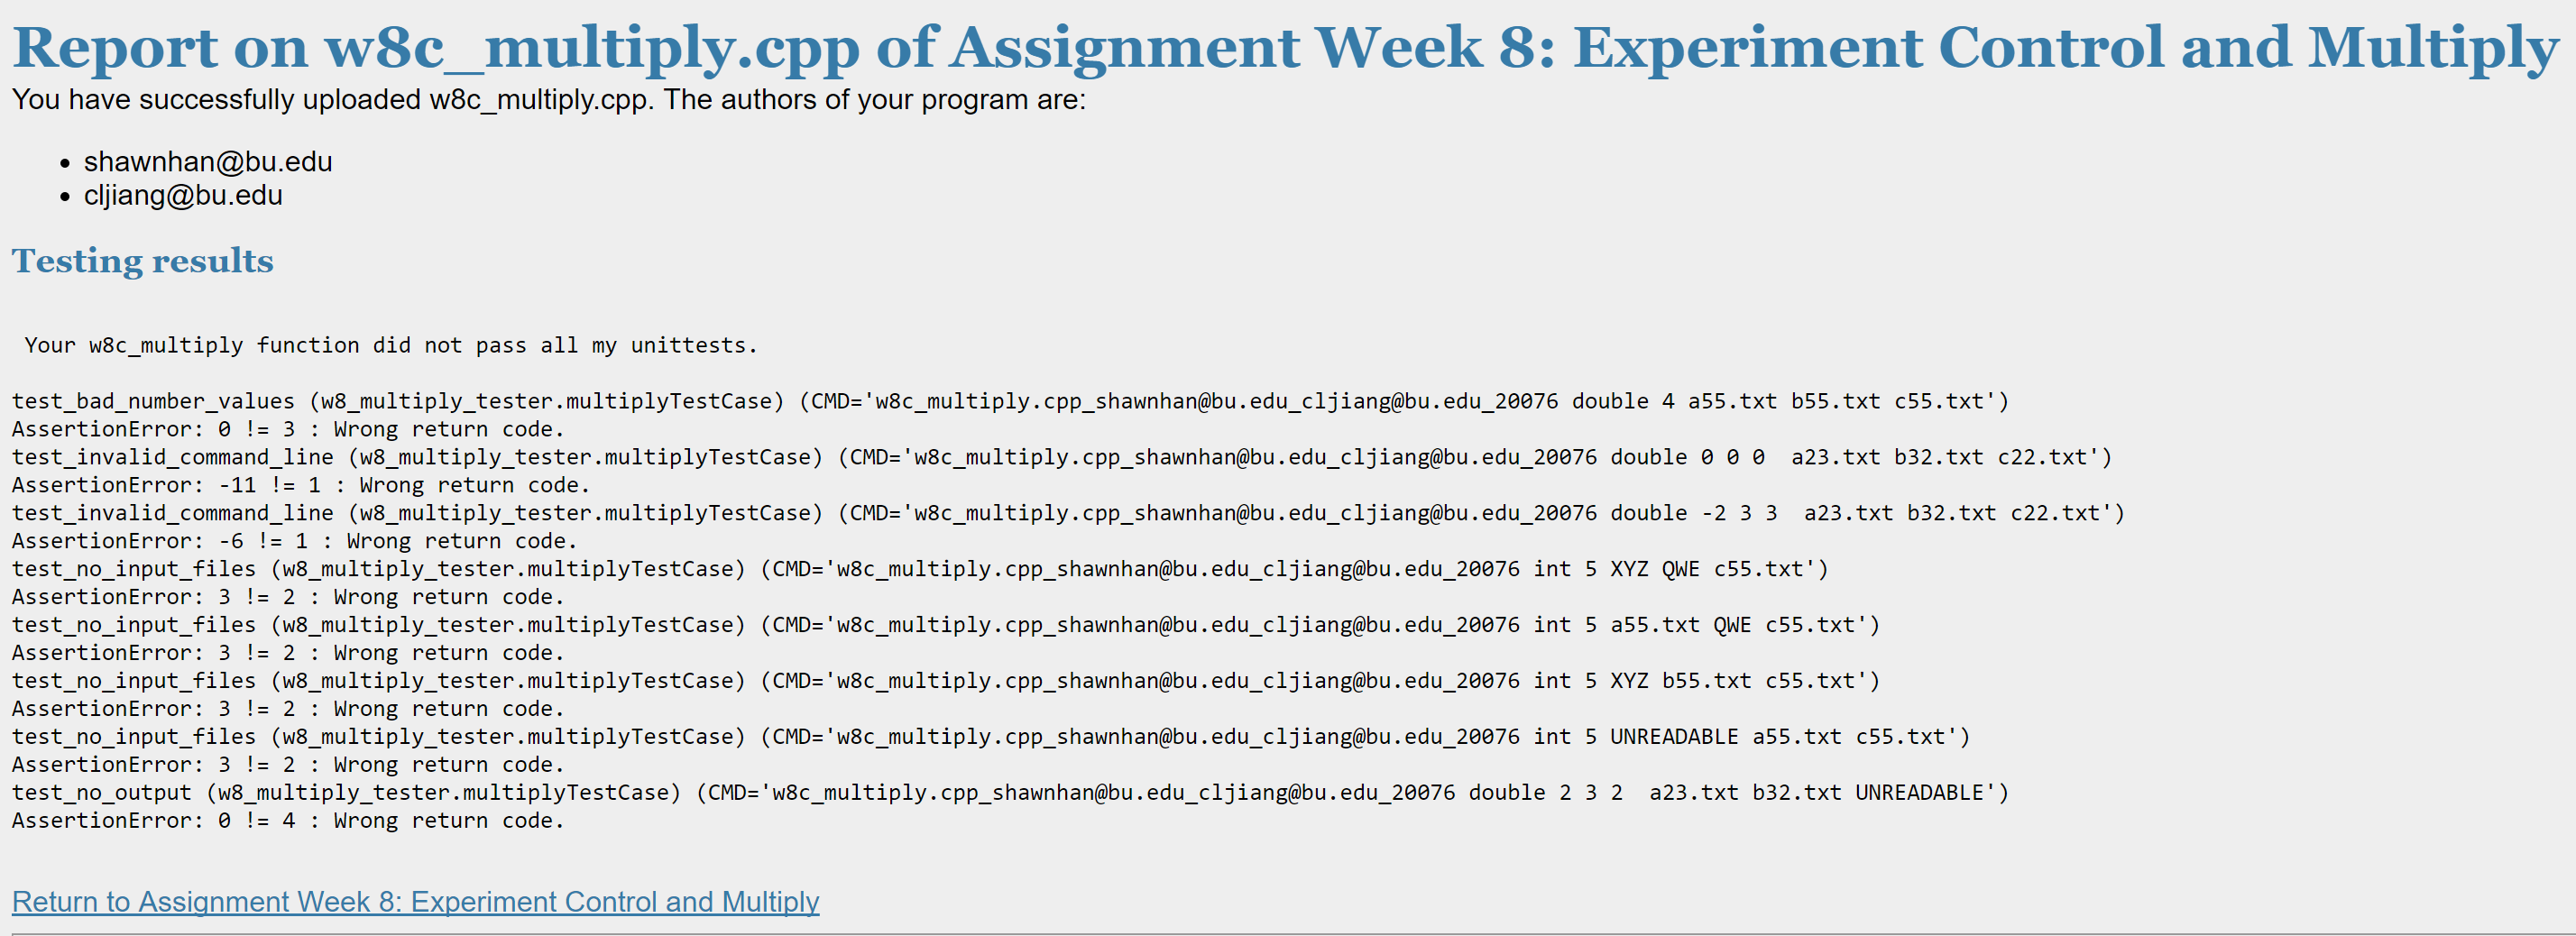 Report on w8c_multiply.cpp of Assignment Week 8: Experiment Control and Multiply
You have successfully uploaded w8c_multiply.cpp. The authors of your program are:
• shawnhan@bu.edu
• cljiang@bu.edu
Testing results
Your w8c_multiply function did not pass all my unittests.
test_bad_number_values (w8_multiply_tester.multiplyTestCase) (CMD='w8c_multiply.cpp_shawnhan@bu.edu_cljiang@bu.edu_20076 double 4 a55.txt b55.txt c55.txt')
AssertionError: 0 != 3 : Wrong return code.
test_invalid_command_line (w8_multiply_tester.multiplyTestCase) (CMD='w8c_multiply.cpp_shawnhan@bu.edu_cljiang@bu.edu_20076 double 0 0 0  a23.txt b32.txt c22.txt')
AssertionError: -11 != 1 : Wrong return code.
test_invalid_command_line (w8_multiply_tester.multiplyTestCase) (CMD='w8c_multiply.cpp_shawnhan@bu.edu_cljiang@bu.edu_20076 double -2 3 3  a23.txt b32.txt c22.txt')
AssertionError: -6 != 1 : Wrong return code.
test_no_input_files (w8_multiply_tester.multiplyTestCase) (CMD='w8c_multiply.cpp_shawnhan@bu.edu_cljiang@bu.edu_20076 int 5 XYZ QWE c55.txt')
AssertionError: 3 != 2 : Wrong return code.
test_no_input_files (w8_multiply_tester.multiplyTestCase) (CMD='w8c_multiply.cpp_shawnhan@bu.edu_cljiang@bu.edu_20076 int 5 a55.txt QWE c55.txt')
AssertionError: 3 != 2 : Wrong return code.
test_no_input_files (w8_multiply_tester.multiplyTestCase) (CMD='w8c_multiply.cpp_shawnhan@bu.edu_cljiang@bu.edu_20076 int 5 XYZ b55.txt c55.txt')
AssertionError: 3 != 2 : Wrong return code.
test_no_input_files (w8_multiply_tester.multiplyTestCase) (CMD='w8c_multiply.cpp_shawnhan@bu.edu_cljiang@bu.edu_20076 int 5 UNREADABLE a55.txt c55.txt')
AssertionError: 3 != 2 : Wrong return code.
test_no_output (w8_multiply_tester.multiplyTestCase) (CMD='w8c_multiply.cpp_shawnhan@bu.edu_cljiang@bu.edu_20076 double 2 3 2  a23.txt b32.txt UNREADABLE')
AssertionError: 0 != 4 : Wrong return code.
Return to Assignment Week 8: Experiment Control and Multiply